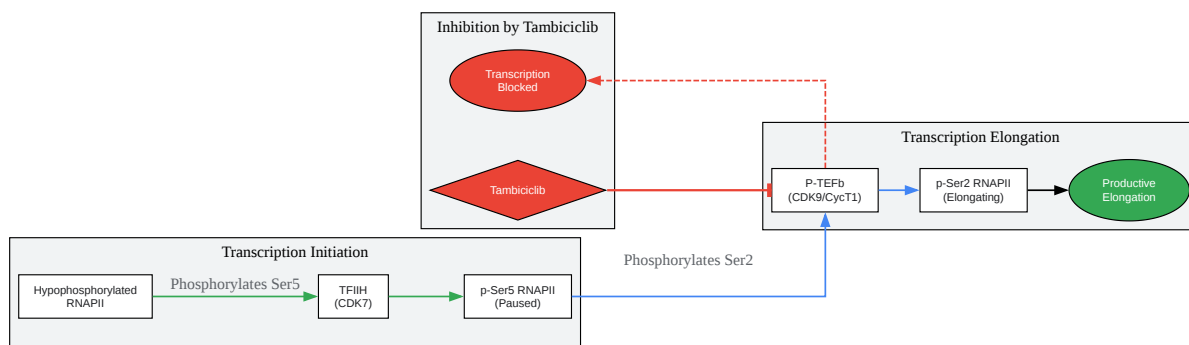 Inhibition by Tambiciclib
Transcription
Blocked
Tambiciclib
Transcription Elongation
P-TEFb
(CDK9/CycT1)
p-Ser2 RNAPII
(Elongating)
Productive
Elongation
Phosphorylates Ser2
Transcription Initiation
Hypophosphorylated
RNAPII
Phosphorylates Ser5
TFIIH
(CDK7)
p-Ser5 RNAPII
(Paused)